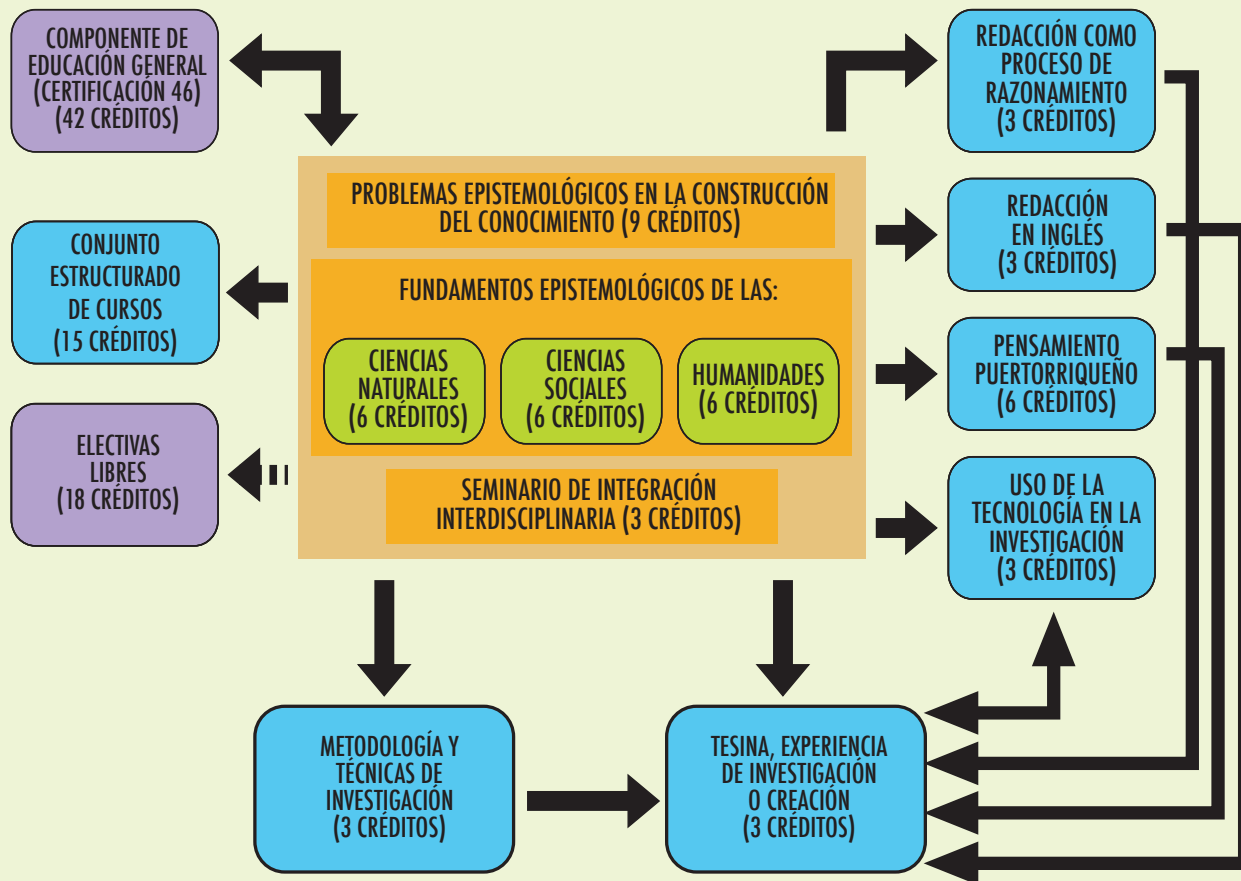 COMPONENTE DE
EDUCACIÓN GENERAL
(CERTIFICACIÓN 46)
(42 CRÉDITOS)
CONJUNTO
ESTRUCTURADO
DE CURSOS
(15 CRÉDITOS)
ELECTIVAS
LIBRES
(18 CRÉDITOS)
PROBLEMAS EPISTEMOLÓGICOS EN LA CONSTRUCCIÓN
DEL CONOCIMIENTO (9 CRÉDITOS)
FUNDAMENTOS EPISTEMOLÓGICOS DE LAS:
CIENCIAS
NATURALES
(6 CRÉDITOS)
CIENCIAS
SOCIALES
(6 CRÉDITOS)
HUMANIDADES
(6 CRÉDITOS)
SEMINARIO DE INTEGRACIÓN
INTERDISCIPLINARIA (3 CRÉDITOS)
REDACCIÓN COMO
PROCESO DE
RAZONAMIENTO
(3 CRÉDITOS)
REDACCIÓN
EN INGLÉS
(3 CRÉDITOS)
PENSAMIENTO
PUERTORRIQUEÑO
(6 CRÉDITOS)
USO DE LA
TECNOLOGÍA EN LA
INVESTIGACIÓN
(3 CRÉDITOS)
METODOLOGÍA Y
TÉCNICAS DE
INVESTIGACIÓN
(3 CRÉDITOS)
TESINA, EXPERIENCIA
DE INVESTIGACIÓN
O CREACIÓN
(3 CRÉDITOS)